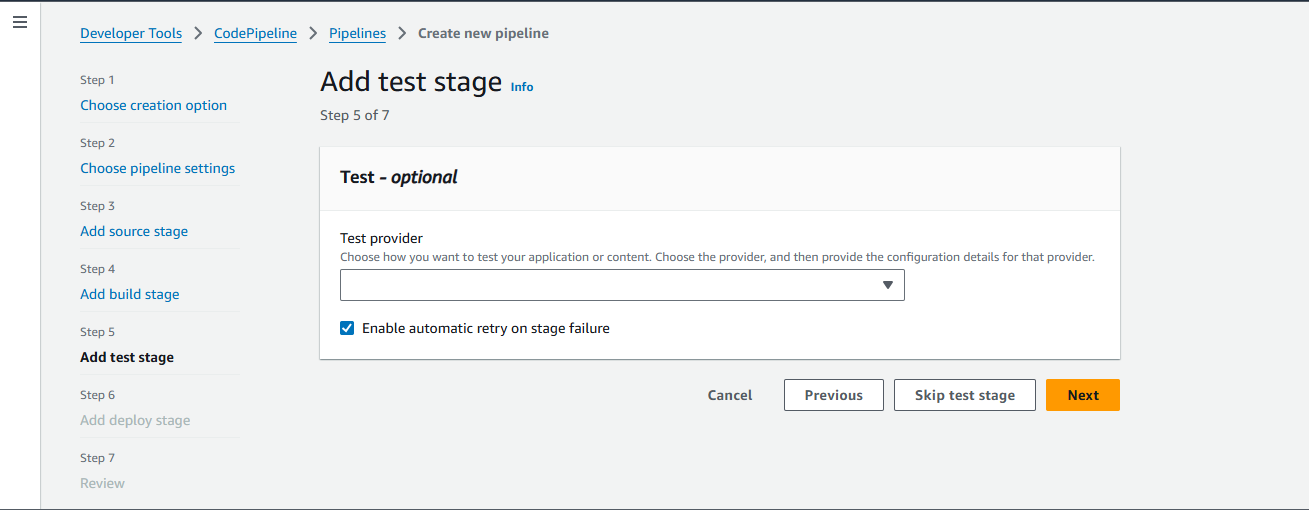 Developer Tools > CodePipeline > Pipelines > Create new pipeline
Step 1
Choose creation option
Step 2
Choose pipeline settings
Step 3
Add source stage
Step 4
Add build stage
Step 5
Add test stage
Step 6
Add deploy stage
Step 7
Review
Add test stage Info
Step 5 of 7
Test - optional
Test provider
Choose how you want to test your application or content. Choose the provider, and then provide the configuration details for that provider.
Enable automatic retry on stage failure
Cancel Previous Skip test stage Next